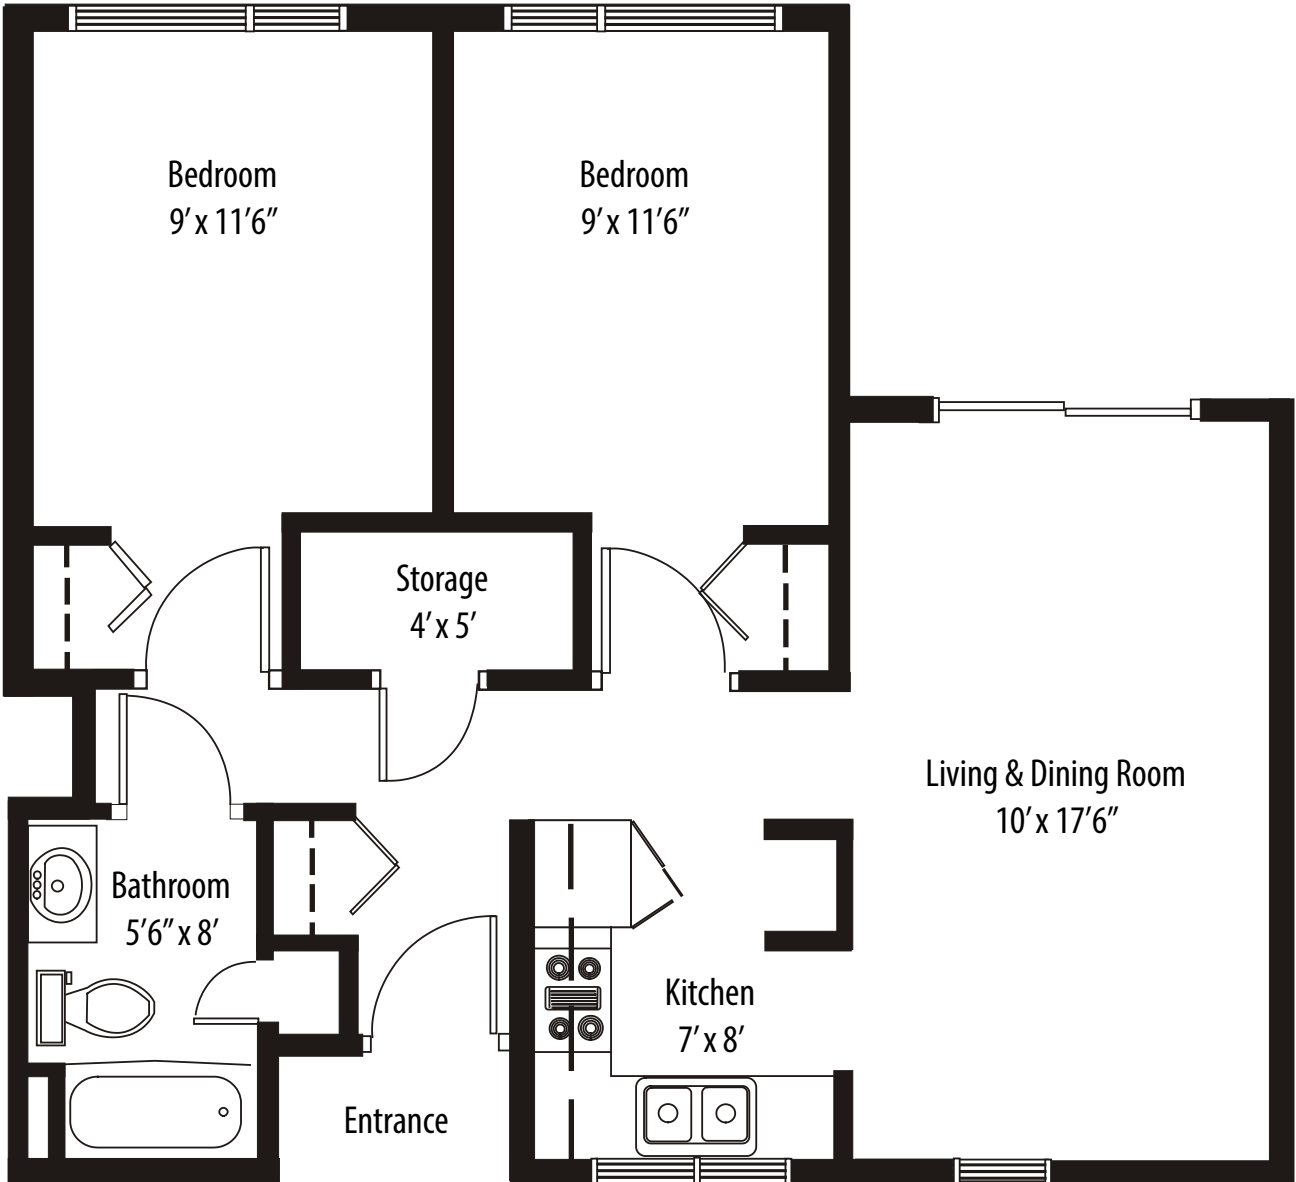 Bedroom
9’ x 11’6”
Bedroom
9’ x 11’6”
Storage
4’ x 5’
Living & Dining Room
10’ x 17’6”
Bathroom
5’6” x 8’
Kitchen
7’ x 8’
Entrance